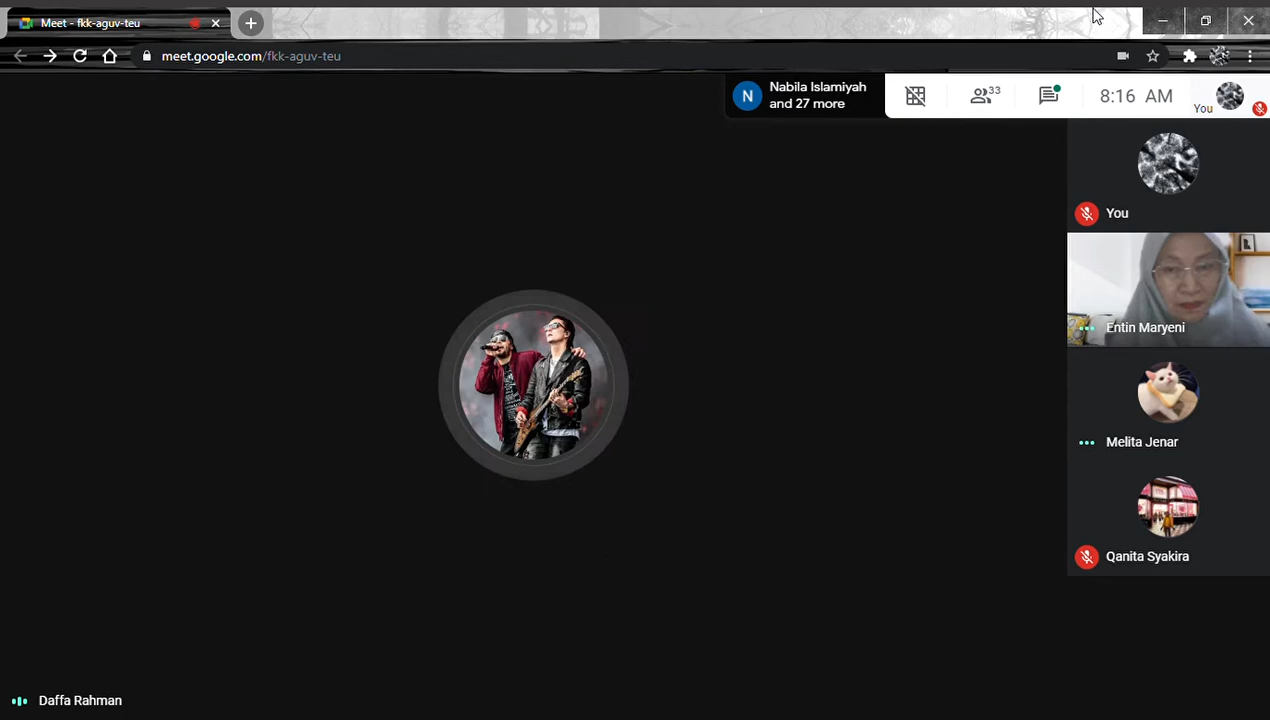 Meet - fkk-aguv-teu
meet.google.com/fkk-aguv-teu
Nabila Islamiyah
and 27 more
N
33
8:16 AM
You
You
Entin Maryeni
Melita Jenar
Qanita Syakira
Daffa Rahman